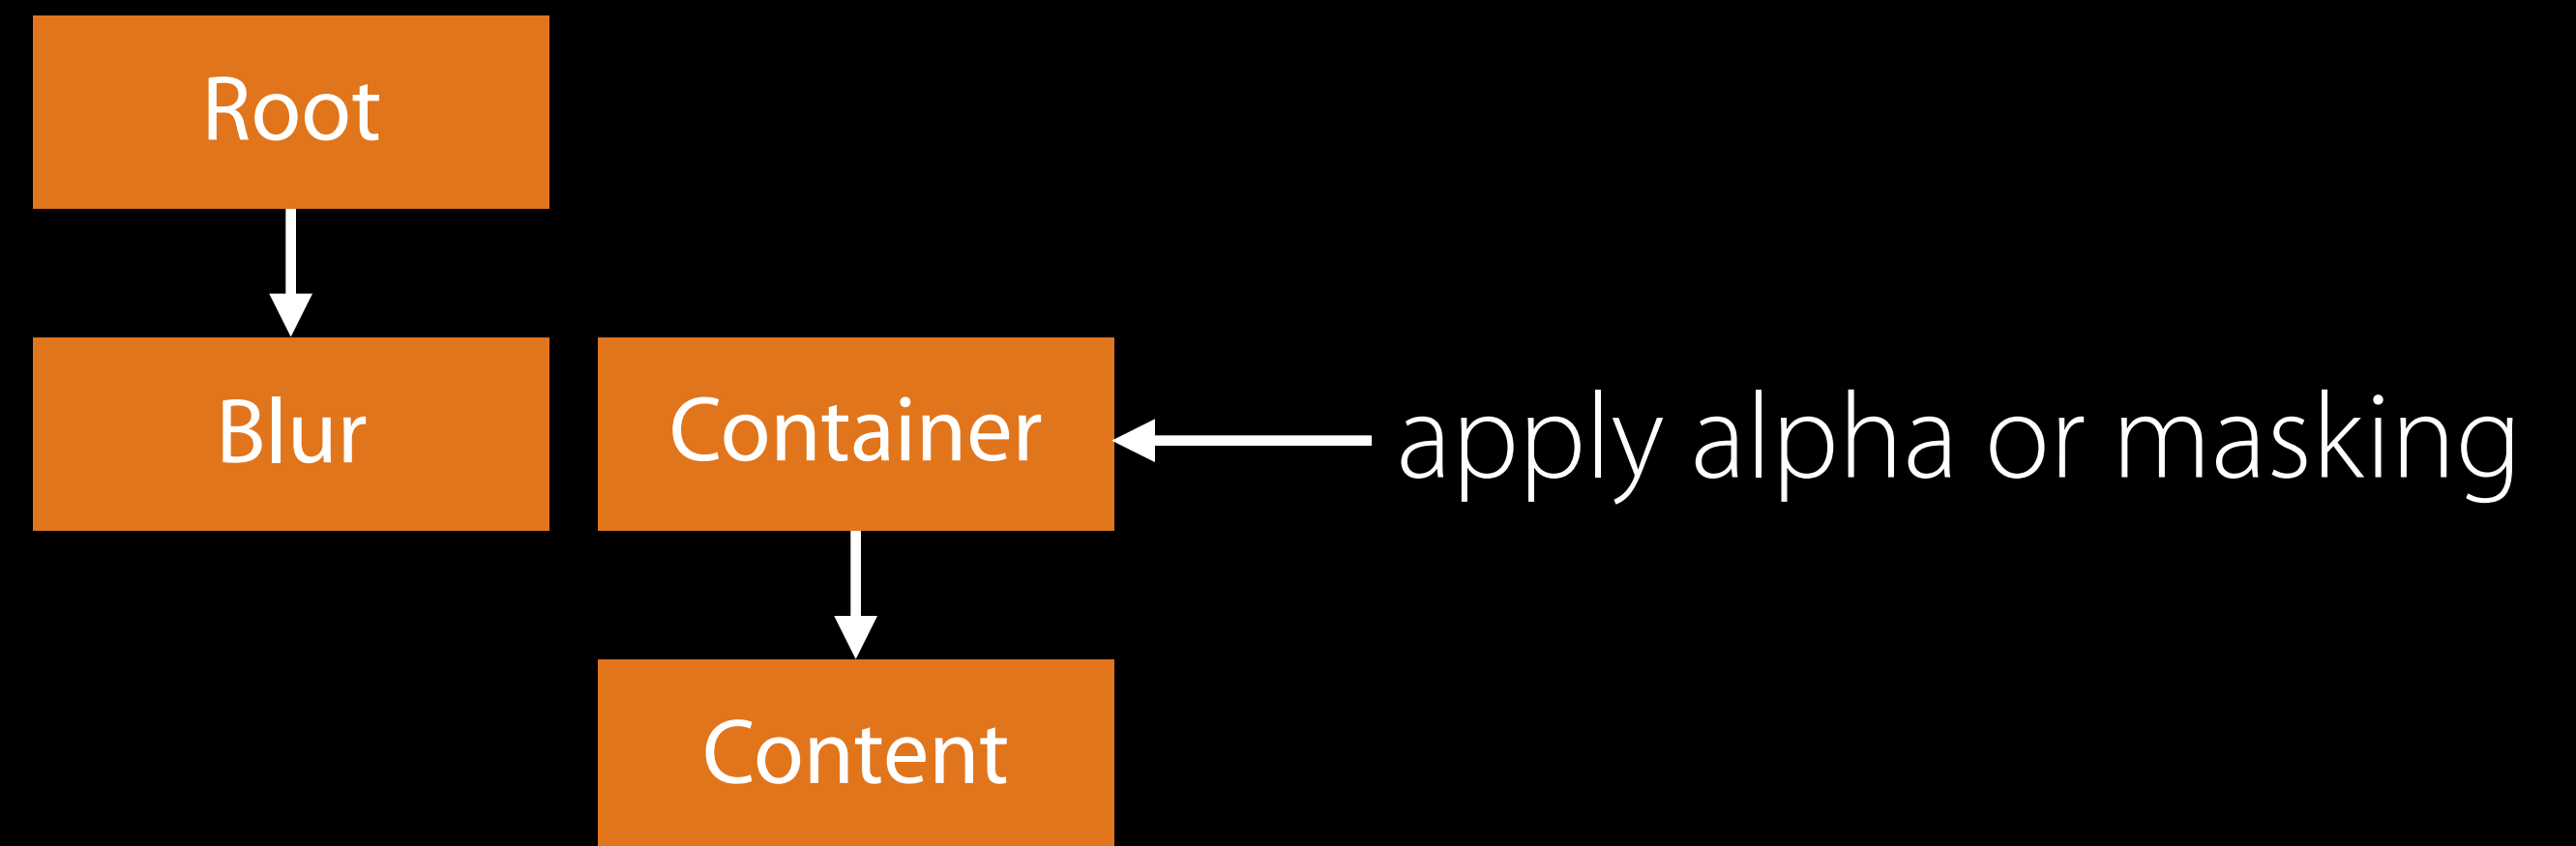 Root
Blur
Container
apply alpha or masking
Content